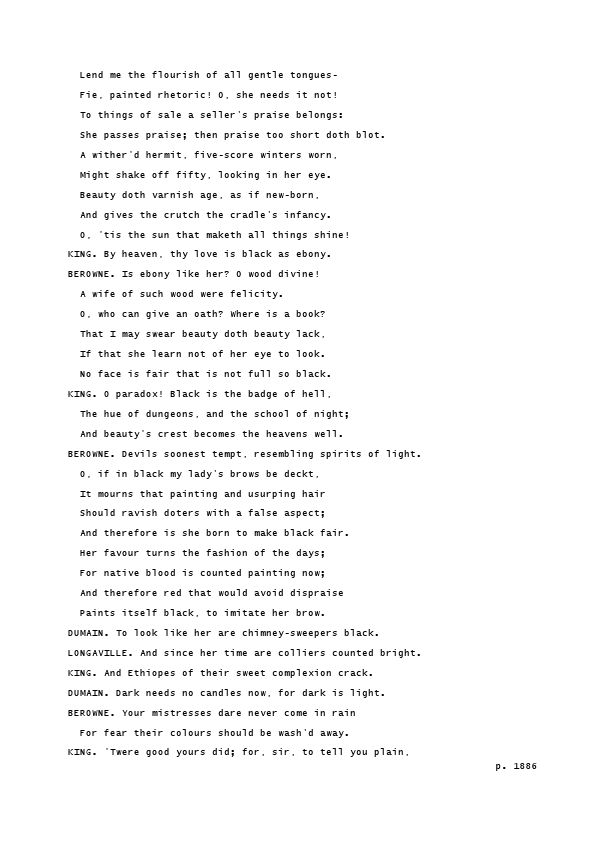 Lend me the flourish of all gentle tongues-
Fie, painted rhetoric! O, she needs it not!
To things of sale a seller's praise belongs:
She passes praise; then praise too short doth blot.
A wither'd hermit, five-score winters worn,
Might shake off fifty, looking in her eye.
Beauty doth varnish age, as if new-born,
And gives the crutch the cradle's infancy.
O, 'tis the sun that maketh all things shine!
KING. By heaven, thy love is black as ebony.
BEROWNE. Is ebony like her? O wood divine!
A wife of such wood were felicity.
O, who can give an oath? Where is a book?
That I may swear beauty doth beauty lack,
If that she learn not of her eye to look.
No face is fair that is not full so black.
KING. O paradox! Black is the badge of hell,
The hue of dungeons, and the school of night;
And beauty's crest becomes the heavens well.
BEROWNE. Devils soonest tempt, resembling spirits of light.
O, if in black my lady's brows be deckt,
It mourns that painting and usurping hair
Should ravish doters with a false aspect;
And therefore is she born to make black fair.
Her favour turns the fashion of the days;
For native blood is counted painting now;
And therefore red that would avoid dispraise
Paints itself black, to imitate her brow.
DUMAIN. To look like her are chimney-sweepers black.
LONGAVILLE. And since her time are colliers counted bright.
KING. And Ethiopes of their sweet complexion crack.
DUMAIN. Dark needs no candles now, for dark is light.
BEROWNE. Your mistresses dare never come in rain
For fear their colours should be wash'd away.
KING. 'Twere good yours did; for, sir, to tell you plain,
p. 1886